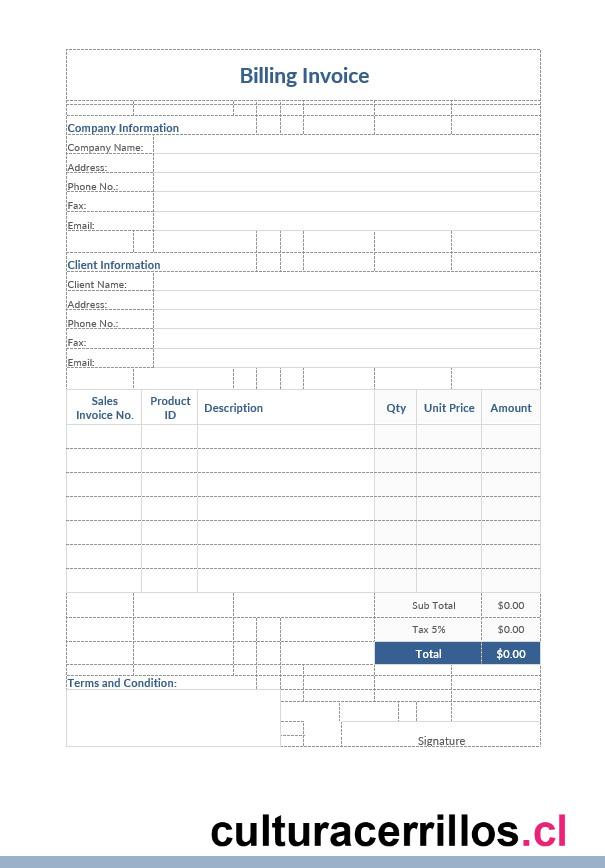 Billing Invoice
Company Information
Company Name:
Address:
Phone No.:
Fax:
Email:
Client Information
Client Name:
Address:
Phone No.:
Fax:
Email:
Sales Invoice No. Product ID Description Qty Unit Price Amount
Sub Total $0.00
Tax 5% $0.00
Total $0.00
Terms and Condition:
Signature
culturacerrillos.cl